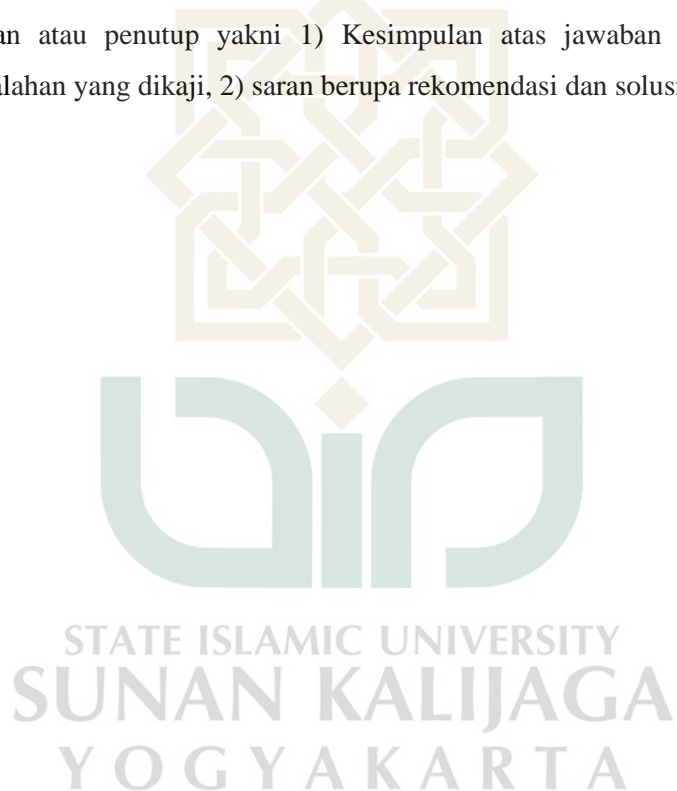 an atau penutup yakni 1) Kesimpulan atas jawaban
alahan yang dikaji, 2) saran berupa rekomendasi dan solusi
STATE ISLAMIC UNIVERSITY
SUNAN KALIJAGA
YOGYAKARTA